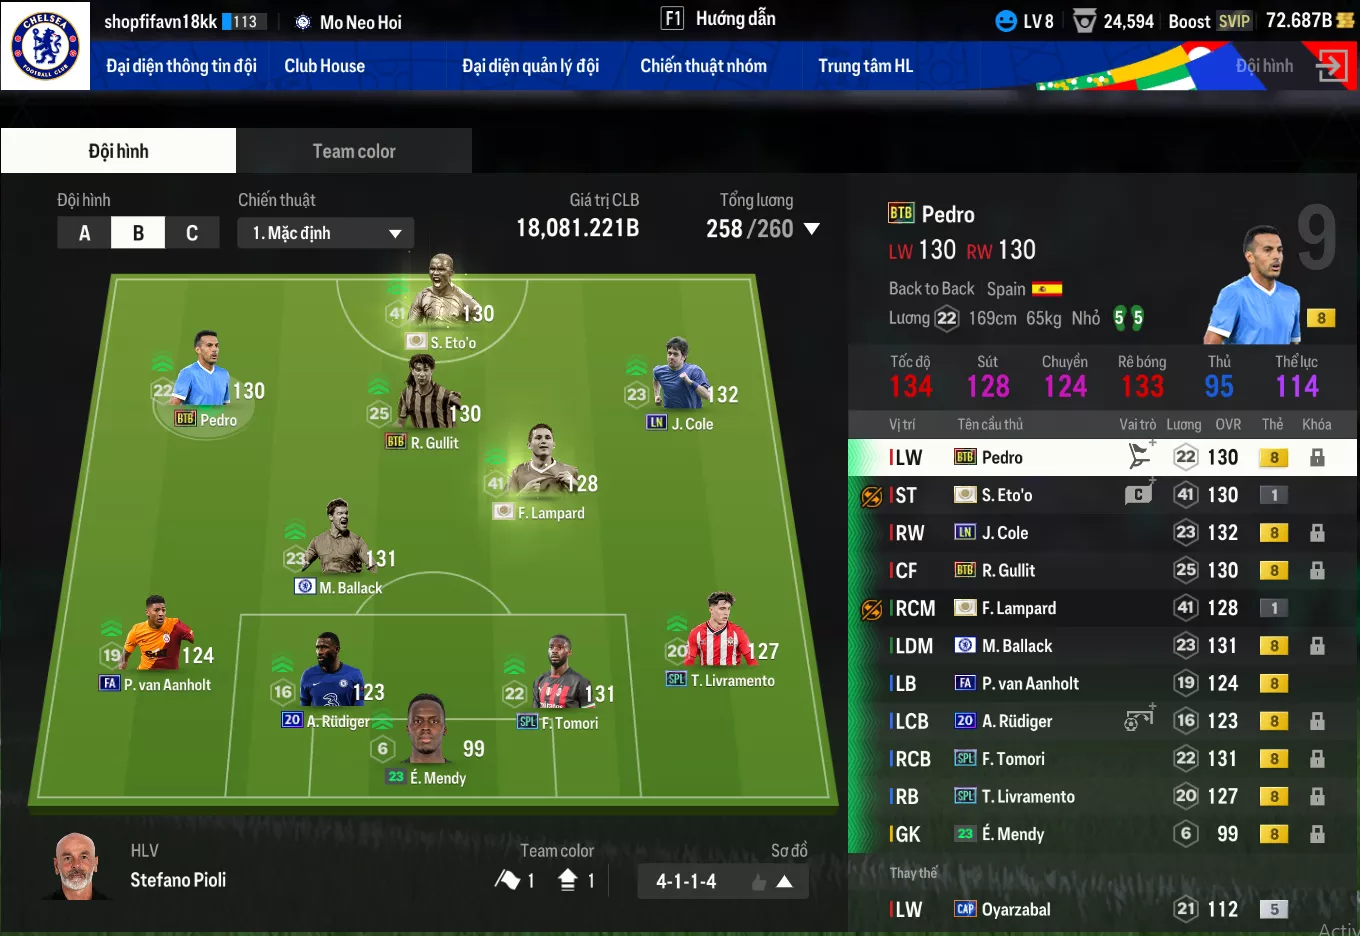 CHELSEA
FOOTBALL CLUB
shopfifavn18kk 113 Mo Neo Hoi
F1 Hướng dẫn
LV 8 24,594 Boost SVIP 72.687B
Đại diện thông tin đội Club House Đại diện quản lý đội Chiến thuật nhóm Trung tâm HL Đội hình
Đội hình Team color
Đội hình Chiến thuật Giá trị CLB Tổng lương
A B C 1. Mặc định 18,081.221B 258 /260
41 130
S. Eto'o
22 130
BTB Pedro
25 130
BTB R. Gullit
23 132
LN J. Cole
41 128
F. Lampard
23 131
M. Ballack
19 124
FA P. van Aanholt
16 123
20 A. Rüdiger
22 131
SPL F. Tomori
20 127
SPL T. Livramento
6 99
23 É. Mendy
HLV
Stefano Pioli
Team color
1 1
Sơ đồ
4-1-1-4
BTB Pedro
9
LW 130 RW 130
Back to Back Spain
Lương 22 169cm 65kg Nhỏ 5 5
8
Tốc độ Sút Chuyền Rê bóng Thủ Thể lực
134 128 124 133 95 114
Vị trí Tên cầu thủ Vai trò Lương OVR Thẻ Khóa
LW BTB Pedro 22 130 8
ST S. Eto'o C 41 130 1
RW LN J. Cole 23 132 8
CF BTB R. Gullit 25 130 8
RCM F. Lampard 41 128 1
LDM M. Ballack 23 131 8
LB FA P. van Aanholt 19 124 8
LCB 20 A. Rüdiger 16 123 8
RCB SPL F. Tomori 22 131 8
RB SPL T. Livramento 20 127 8
GK 23 É. Mendy 6 99 8
Thay thế
LW CAP Oyarzabal 21 112 5
Activ